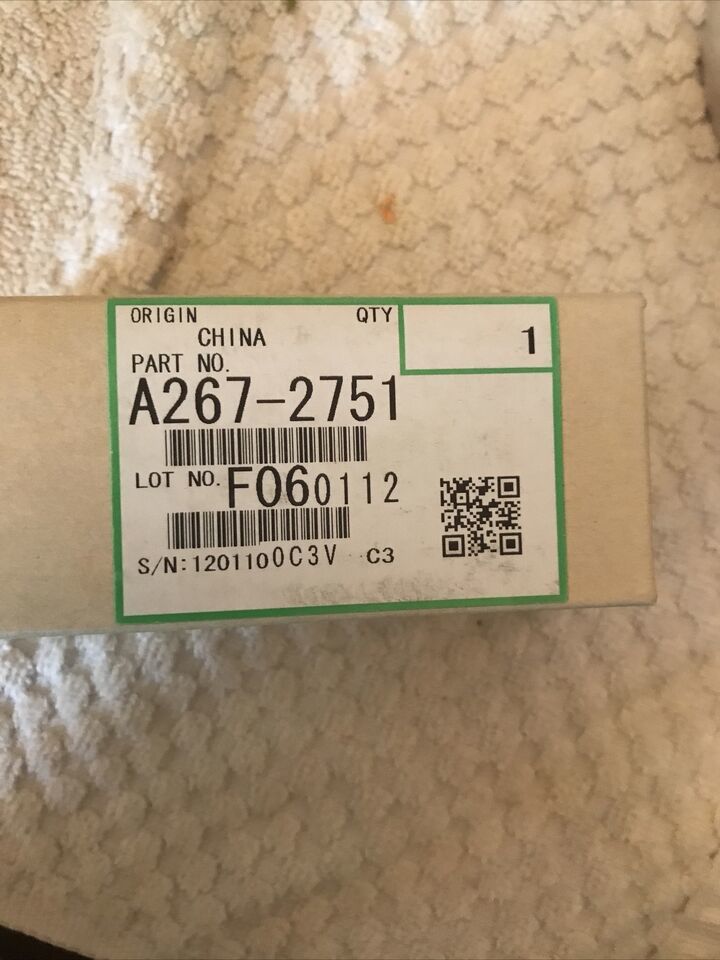 ORIGIN QTY
CHINA 1
PART NO.
A267-2751
LOT NO. F060112
S/N:1201100C3V C3